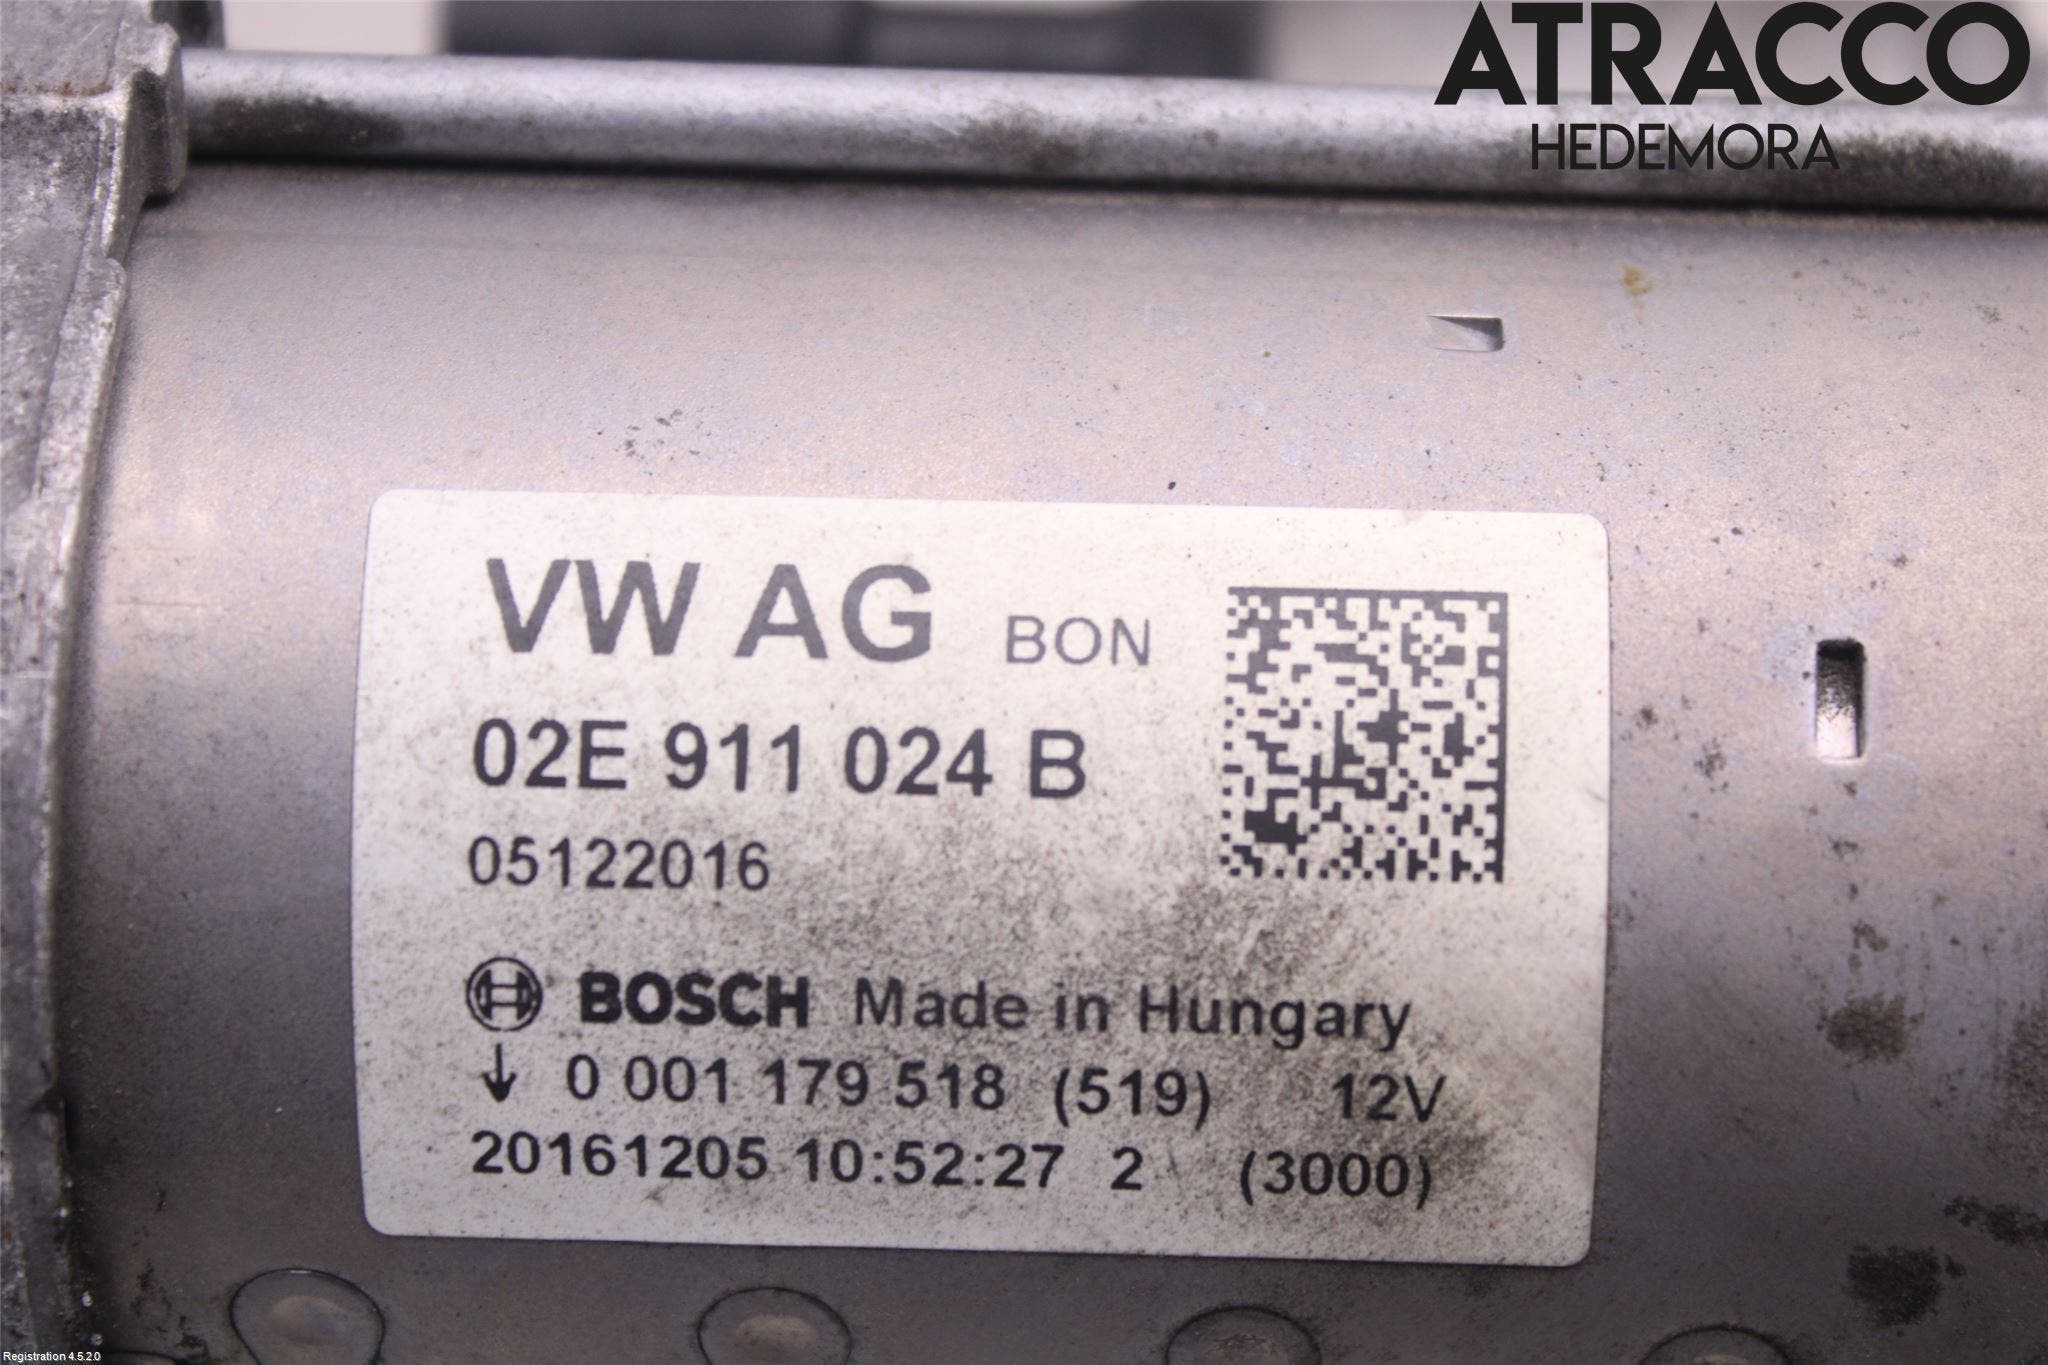 ATRACCO
HEDEMORA
VW AG BON
02E 911 024 B
05122016
BOSCH Made in Hungary
↓ 0 001 179 518 (519) 12V
20161205 10:52:27 2 (3000)
Registration 4.5.2.0